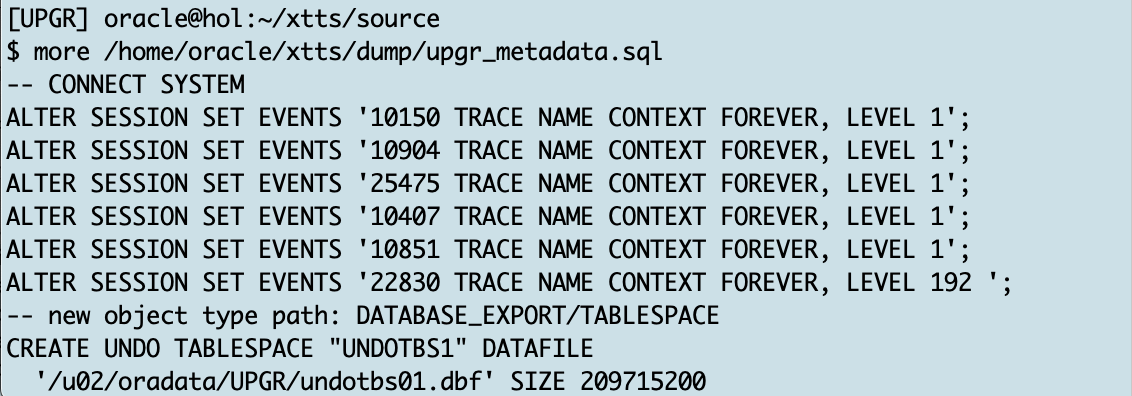 [UPGR] oracle@hol:~/xtts/source
$ more /home/oracle/xtts/dump/upgr_metadata.sql
-- CONNECT SYSTEM
ALTER SESSION SET EVENTS '10150 TRACE NAME CONTEXT FOREVER, LEVEL 1';
ALTER SESSION SET EVENTS '10904 TRACE NAME CONTEXT FOREVER, LEVEL 1';
ALTER SESSION SET EVENTS '25475 TRACE NAME CONTEXT FOREVER, LEVEL 1';
ALTER SESSION SET EVENTS '10407 TRACE NAME CONTEXT FOREVER, LEVEL 1';
ALTER SESSION SET EVENTS '10851 TRACE NAME CONTEXT FOREVER, LEVEL 1';
ALTER SESSION SET EVENTS '22830 TRACE NAME CONTEXT FOREVER, LEVEL 192 ';
-- new object type path: DATABASE_EXPORT/TABLESPACE
CREATE UNDO TABLESPACE "UNDOTBS1" DATAFILE
  '/u02/oradata/UPGR/undotbs01.dbf' SIZE 209715200